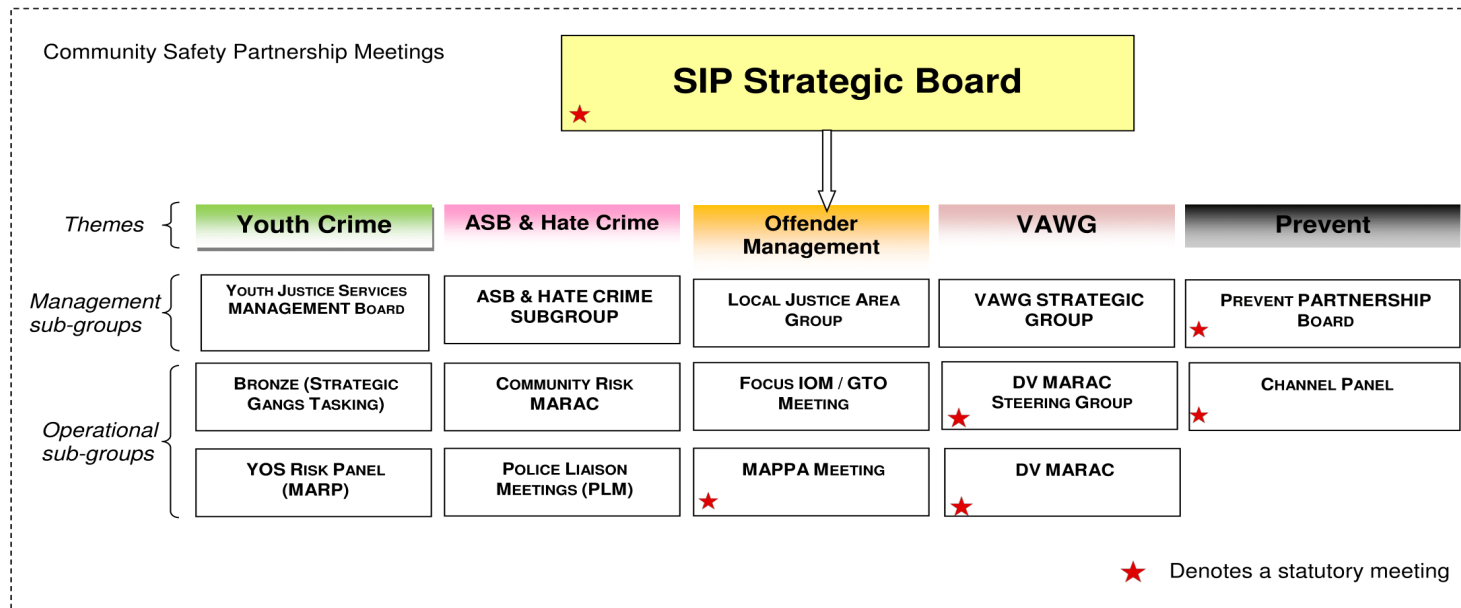 Community Safety Partnership Meetings
SIP Strategic Board
Themes
Youth Crime
ASB & Hate Crime
Offender
Management
VAWG
Prevent
Management
sub-groups
YOUTH JUSTICE SERVICES
MANAGEMENT BOARD
ASB & HATE CRIME
SUBGROUP
LOCAL JUSTICE AREA
GROUP
VAWG STRATEGIC
GROUP
PREVENT PARTNERSHIP
BOARD
Operational
sub-groups
BRONZE (STRATEGIC
GANGS TASKING)
COMMUNITY RISK
MARAC
FOCUS IOM / GTO
MEETING
DV MARAC
STEERING GROUP
CHANNEL PANEL
YOS RISK PANEL
(MARP)
POLICE LIAISON
MEETINGS (PLM)
MAPPA MEETING
DV MARAC
Denotes a statutory meeting